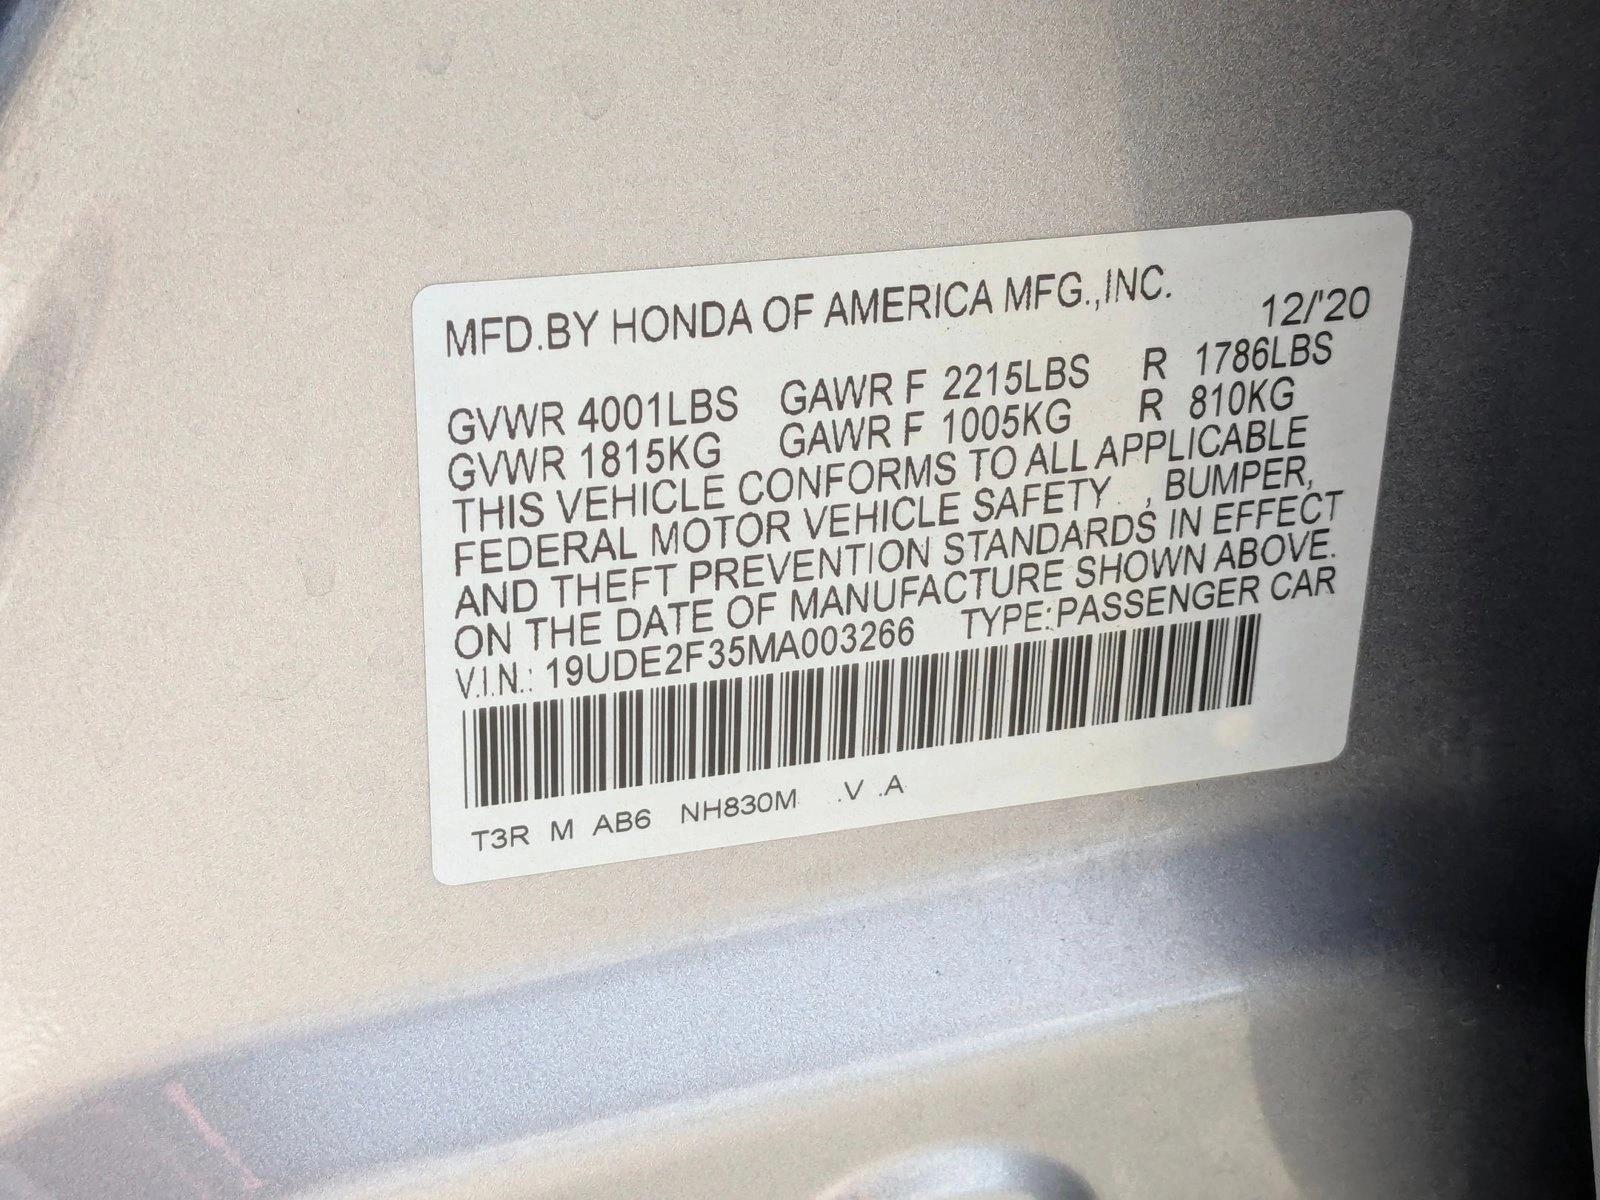 MFD.BY HONDA OF AMERICA MFG.,INC. 12/'20
GVWR 4001LBS GAWR F 2215LBS R 1786LBS
GVWR 1815KG GAWR F 1005KG R 810KG
THIS VEHICLE CONFORMS TO ALL APPLICABLE
FEDERAL MOTOR VEHICLE SAFETY , BUMPER,
AND THEFT PREVENTION STANDARDS IN EFFECT
ON THE DATE OF MANUFACTURE SHOWN ABOVE.
V.I.N.: 19UDE2F35MA003266 TYPE:PASSENGER CAR
T3R M AB6 NH830M .V .A